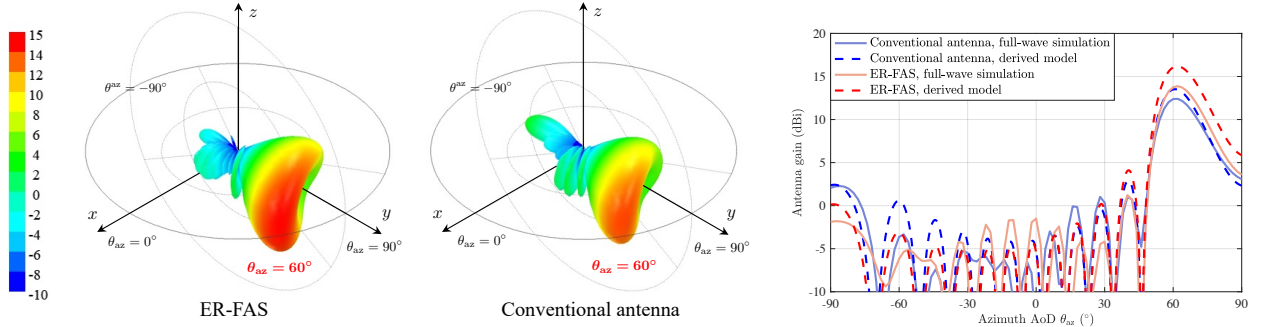 15
14
12
10
8
6
4
2
0
-2
-4
-6
-8
-10
z
θ^az = −90°
x
θ_az = 0°
y
θ_az = 90°
θ_az = 60°
ER-FAS
z
θ^az = −90°
x
θ_az = 0°
y
θ_az = 90°
θ_az = 60°
Conventional antenna
Conventional antenna, full-wave simulation
Conventional antenna, derived model
ER-FAS, full-wave simulation
ER-FAS, derived model
Antenna gain (dBi)
20
15
10
5
0
-5
-10
-90 -60 -30 0 30 60 90
Azimuth AoD θ_az (°)